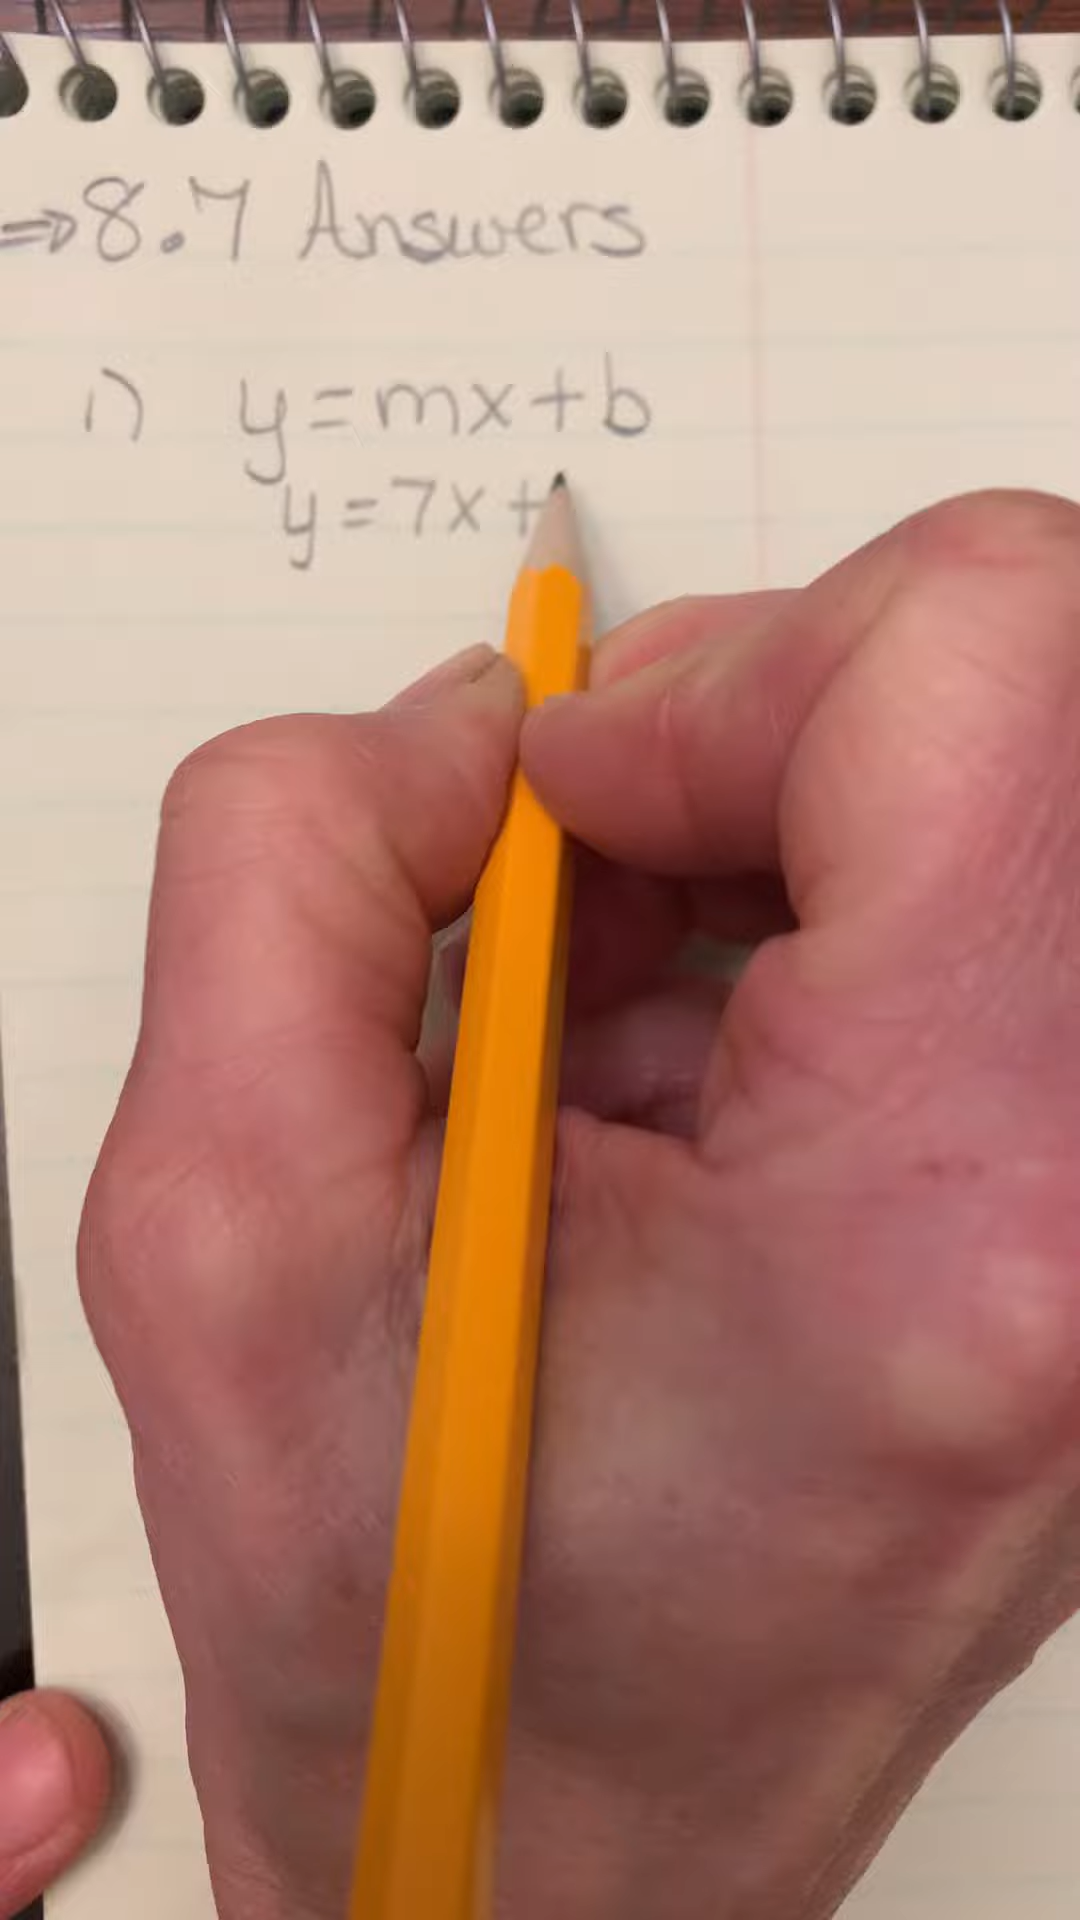 ⇒ 8.7 Answers
1) y = mx + b
y = 7x +